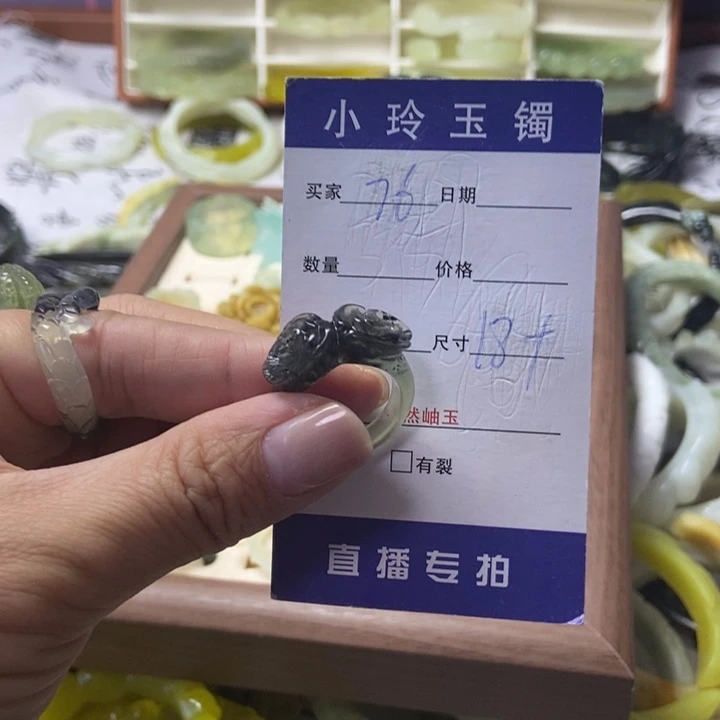 小玲玉镯
买家 76 日期
数量 价格
尺寸 18+
然岫玉
有裂
直播专拍